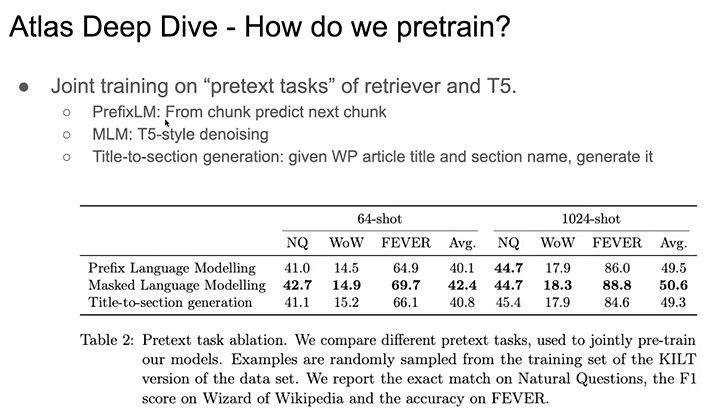 Atlas Deep Dive - How do we pretrain?
● Joint training on “pretext tasks” of retriever and T5.
○ PrefixLM: From chunk predict next chunk
○ MLM: T5-style denoising
○ Title-to-section generation: given WP article title and section name, generate it
64-shot 1024-shot
NQ WoW FEVER Avg. NQ WoW FEVER Avg.
Prefix Language Modelling 41.0 14.5 64.9 40.1 44.7 17.9 86.0 49.5
Masked Language Modelling 42.7 14.9 69.7 42.4 44.7 18.3 88.8 50.6
Title-to-section generation 41.1 15.2 66.1 40.8 45.4 17.9 84.6 49.3
Table 2: Pretext task ablation. We compare different pretext tasks, used to jointly pre-train
our models. Examples are randomly sampled from the training set of the KILT
version of the data set. We report the exact match on Natural Questions, the F1
score on Wizard of Wikipedia and the accuracy on FEVER.